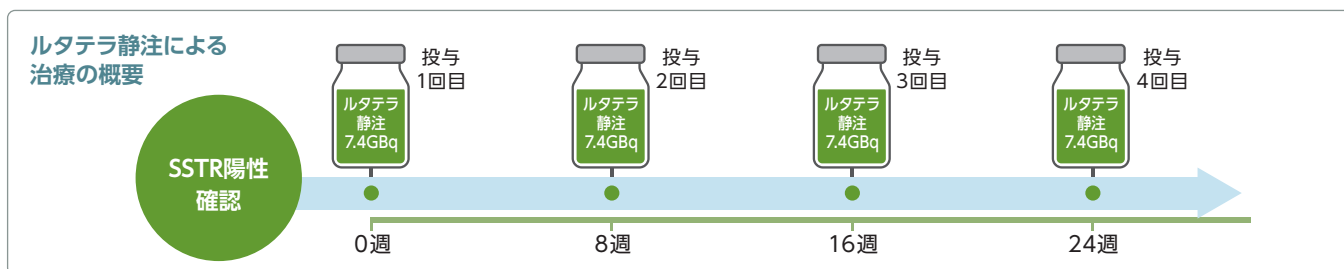 ルタテラ静注による
治療の概要
SSTR陽性
確認
ルタテラ
静注
7.4GBq
投与
1回目
ルタテラ
静注
7.4GBq
投与
2回目
ルタテラ
静注
7.4GBq
投与
3回目
ルタテラ
静注
7.4GBq
投与
4回目
0週
8週
16週
24週